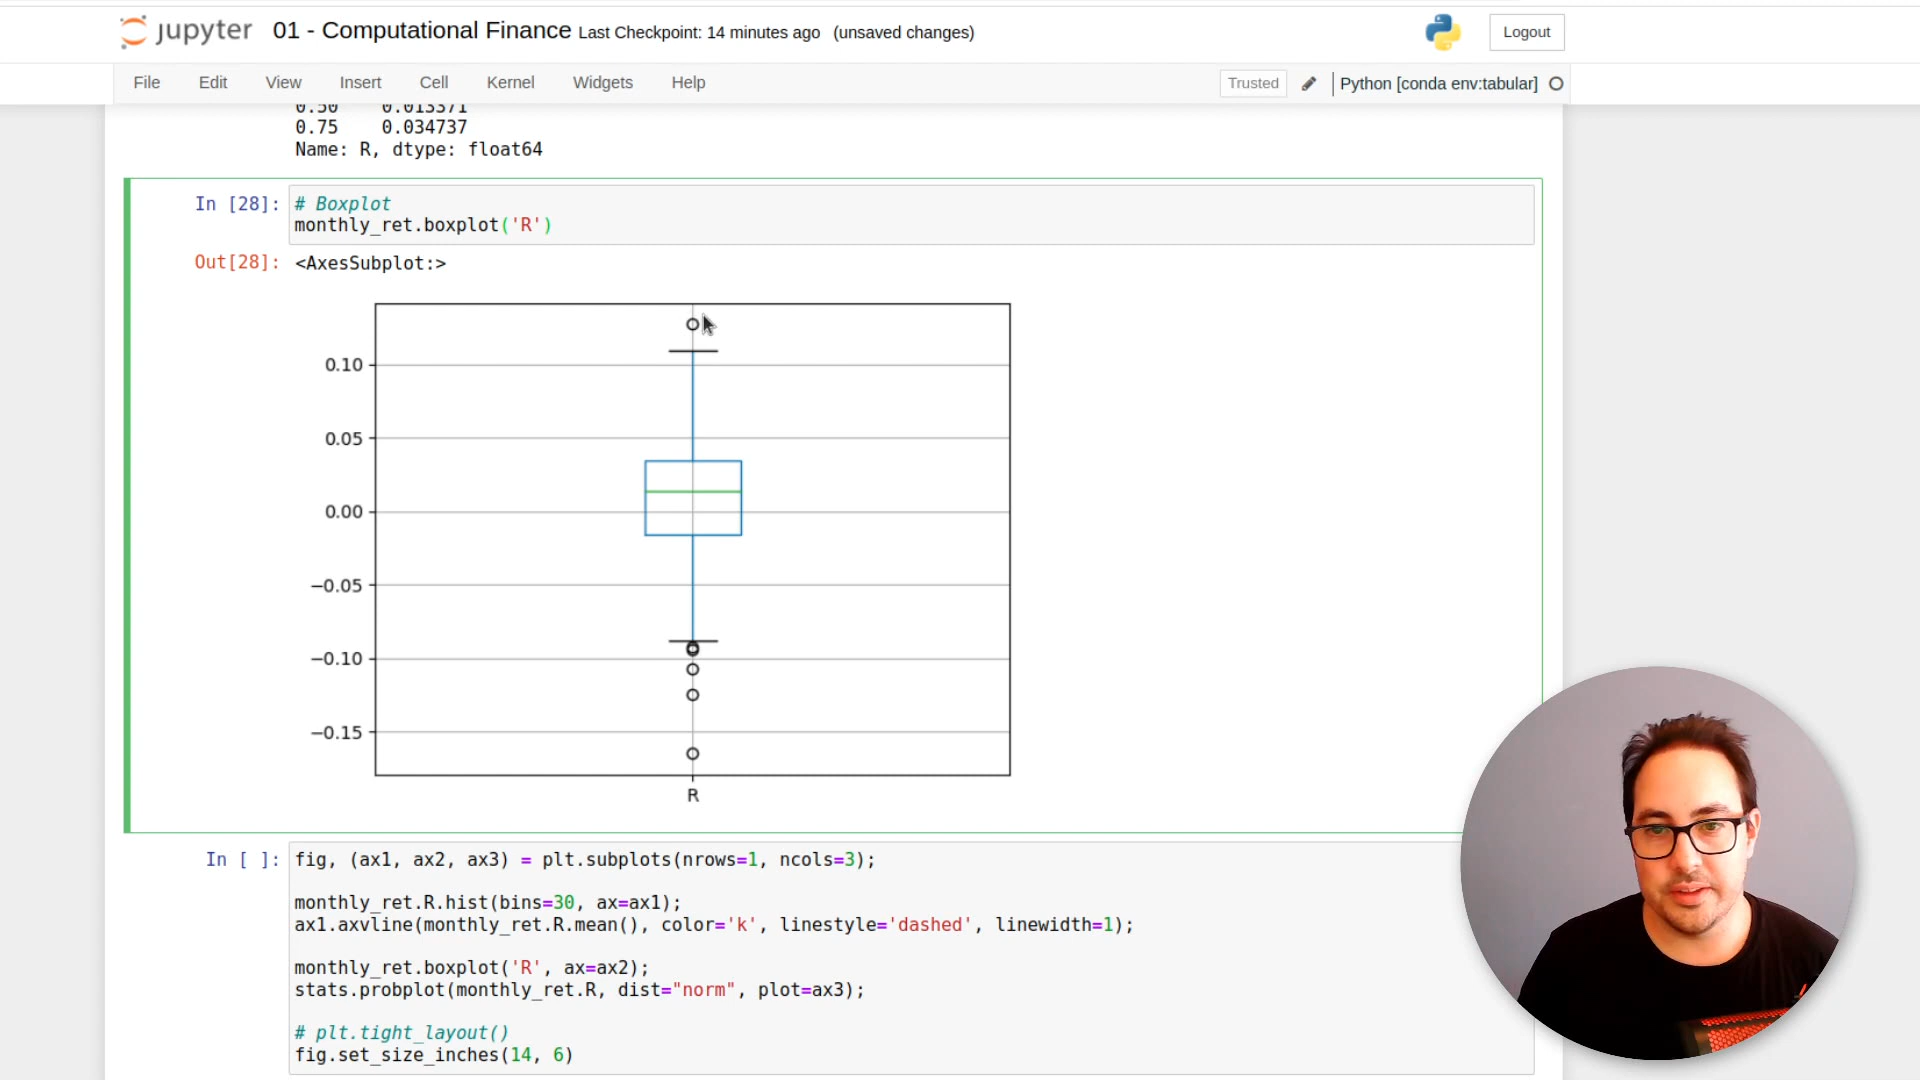 jupyter 01 - Computational Finance Last Checkpoint: 14 minutes ago (unsaved changes) Logout
File Edit View Insert Cell Kernel Widgets Help Trusted Python [conda env:tabular]
0.50 0.013371
0.75 0.034737
Name: R, dtype: float64
In [28]: # Boxplot
monthly_ret.boxplot('R')
Out[28]: <AxesSubplot:>
0.10
0.05
0.00
−0.05
−0.10
−0.15
R
In [ ]: fig, (ax1, ax2, ax3) = plt.subplots(nrows=1, ncols=3);
monthly_ret.R.hist(bins=30, ax=ax1);
ax1.axvline(monthly_ret.R.mean(), color='k', linestyle='dashed', linewidth=1);
monthly_ret.boxplot('R', ax=ax2);
stats.probplot(monthly_ret.R, dist="norm", plot=ax3);
# plt.tight_layout()
fig.set_size_inches(14, 6)